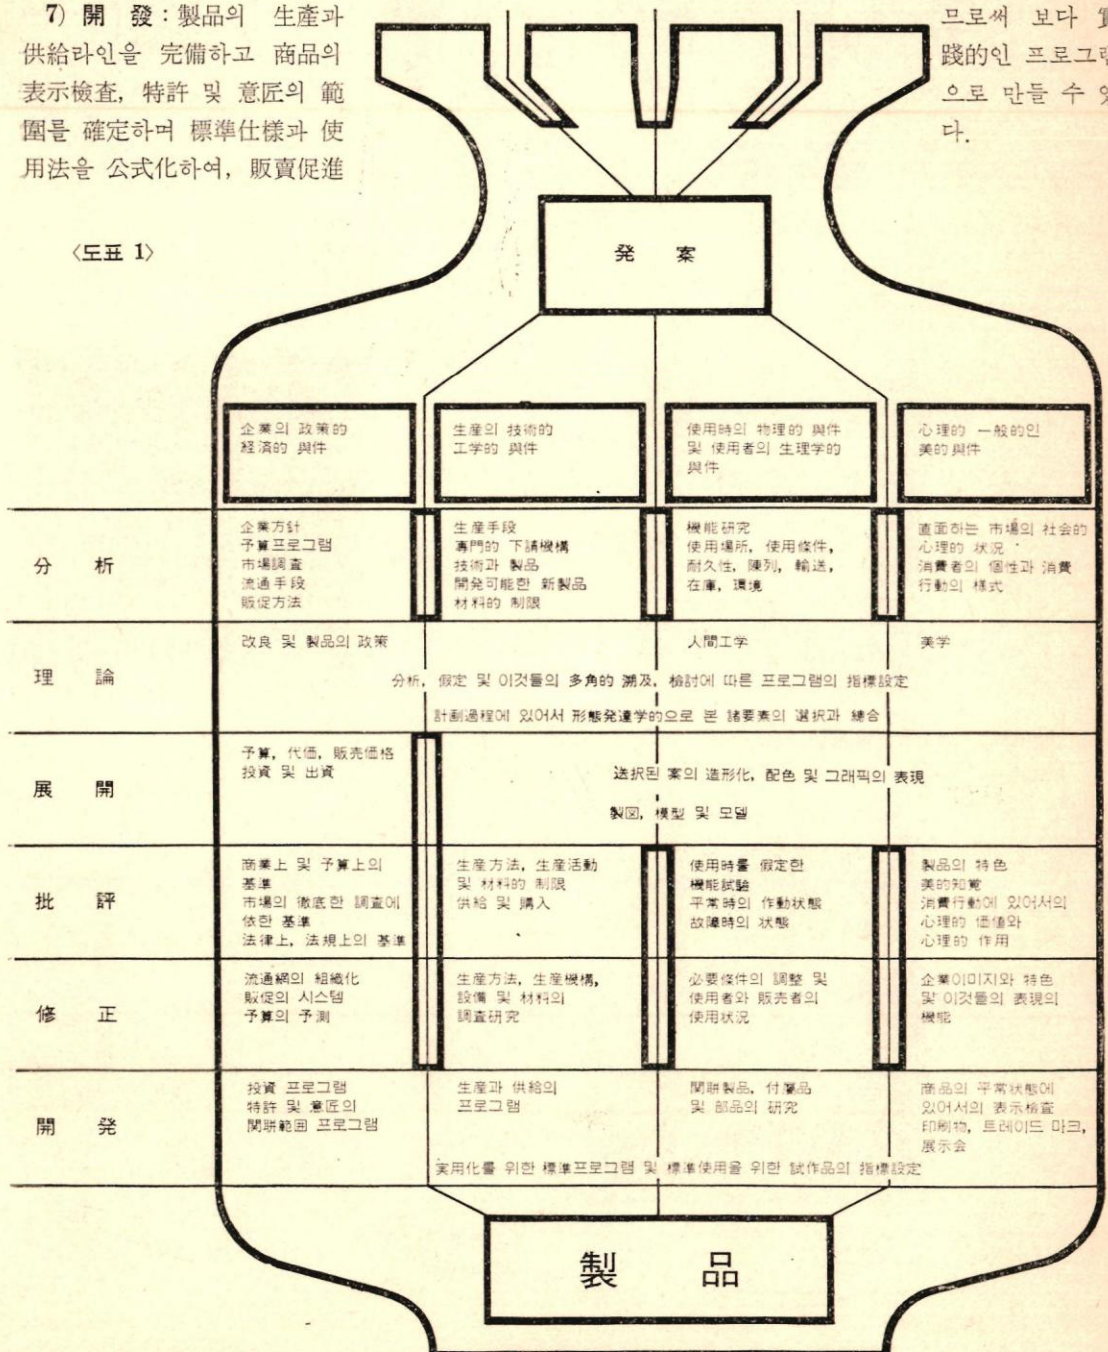 7) 開 發 : 製品의 生產과
供給라인을 完備하고 商品의
表示檢査, 特許 및 意匠의 範
圍를 確定하며 標準仕樣과 使
用法을 公式化하여, 販賣促進
므로써 보다
踐的인 프로그램
으로 만들 수 있
다.
〈도표 1〉
発 案
企業의 政策的
経済的 與件
生産의 技術的
工学的 與件
使用時의 物理的 與件
및 使用者의 生理学的
與件
心理的 一般的인
美的與件
分 析
企業方針
予算프로그램
市場調査
流通手段
販促方法
生産手段
専門的 下請機構
技術과 製品
開発可能한 新製品
材料的 制限
機能研究
使用場所, 使用條件,
耐久性, 陳列, 輸送,
在庫, 環境
直面하는 市場의 社会的
心理的 状況
消費者의 個性과 消費
行動의 樣式
理 論
改良 및 製品의 政策
人間工学
美学
分析, 假定 및 이것들의 多角的 溯及, 檢討에 따른 프로그램의 指標設定
計劃過程에 있어서 形態発達学的으로 본 諸要素의 選択과 總合
展 開
予算, 代価, 販売価格
投資 및 出資
送択된 案의 造形化, 配色 및 그래픽의 表現
製図, 模型 및 모델
批 評
商業上 및 予算上의
基準
市場의 徹底한 調査에
依한 基準
法律上, 法規上의 基準
生産方法, 生産活動
및 材料的 制限
供給 및 購入
使用時를 假定한
機能試驗
平常時의 作動状態
故障時의 状態
製品의 特色
美的知覚
消費行動에 있어서의
心理的 価値와
心理的 作用
修 正
流通網의 組織化
販促의 시스템
予算의 予測
生産方法, 生産機構,
設備 및 材料의
調査研究
必要條件의 調整 및
使用者와 販売者의
使用状況
企業이미지와 特色
및 이것들의 表現의
機能
開 発
投資 프로그램
特許 및 意匠의
関聯範囲 프로그램
生産과 供給의
프로그램
関聯製品, 付屬品
및 部品의 研究
商品의 平常状態에
있어서의 表示檢査
印刷物, 트레이드 마크,
展示会
実用化를 위한 標準프로그램 및 標準使用을 위한 試作品의 指標設定
製 品